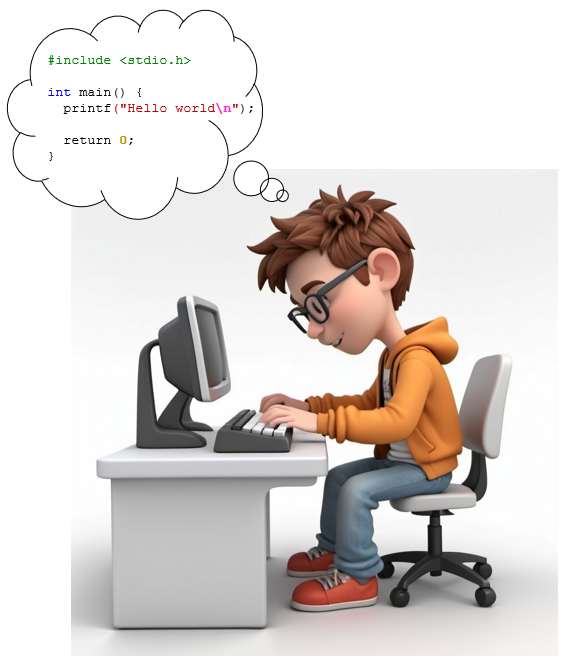 #include <stdio.h>
int main() {
printf("Hello world\n");
return 0;
}